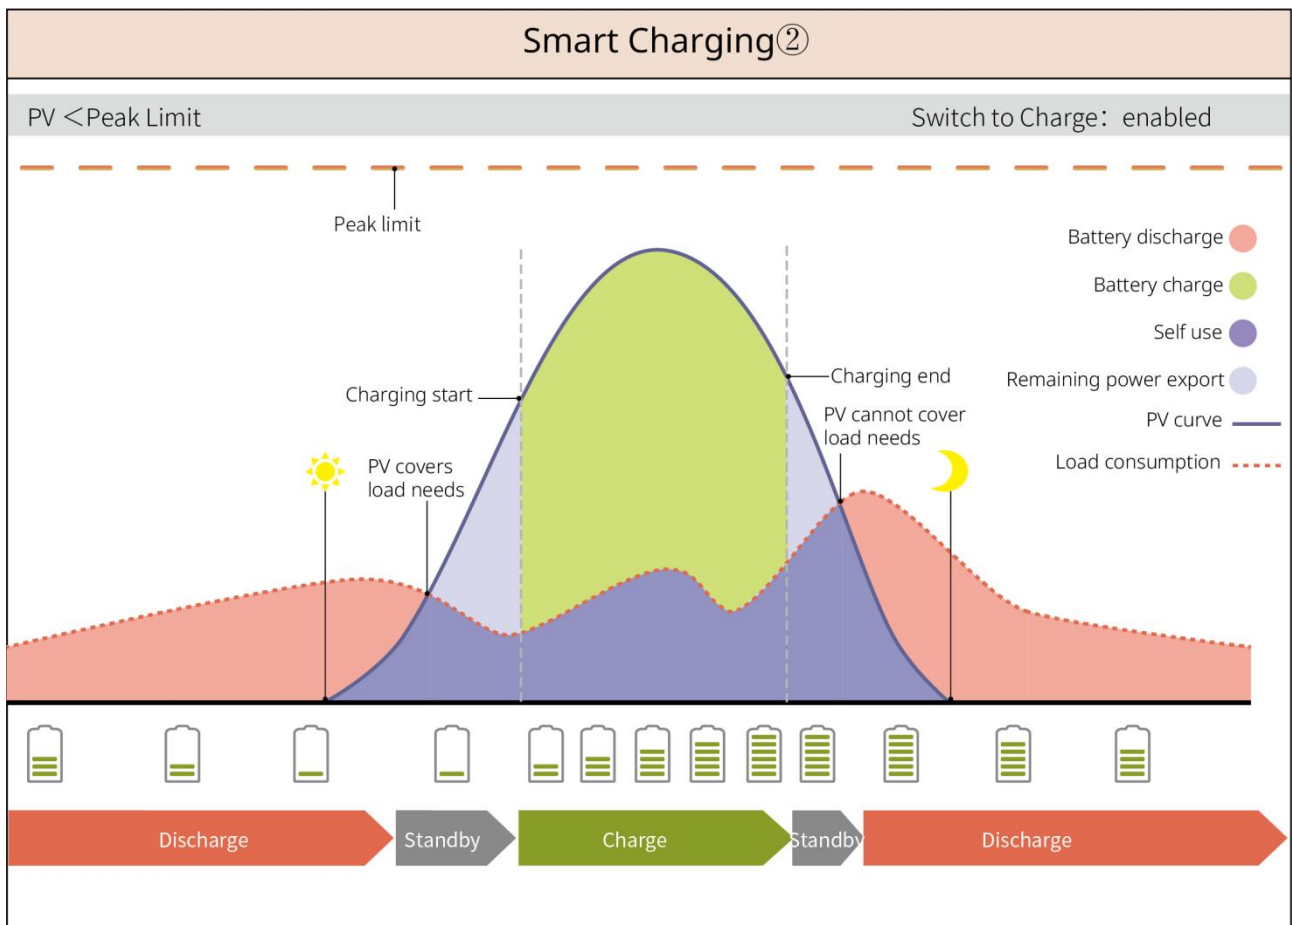 Smart Charging②
PV ＜Peak Limit
Switch to Charge：enabled
Peak limit
Battery discharge
Battery charge
Self use
Remaining power export
PV curve
Load consumption
Charging start
Charging end
PV cannot cover
load needs
PV covers
load needs
Discharge
Standby
Charge
Standby
Discharge